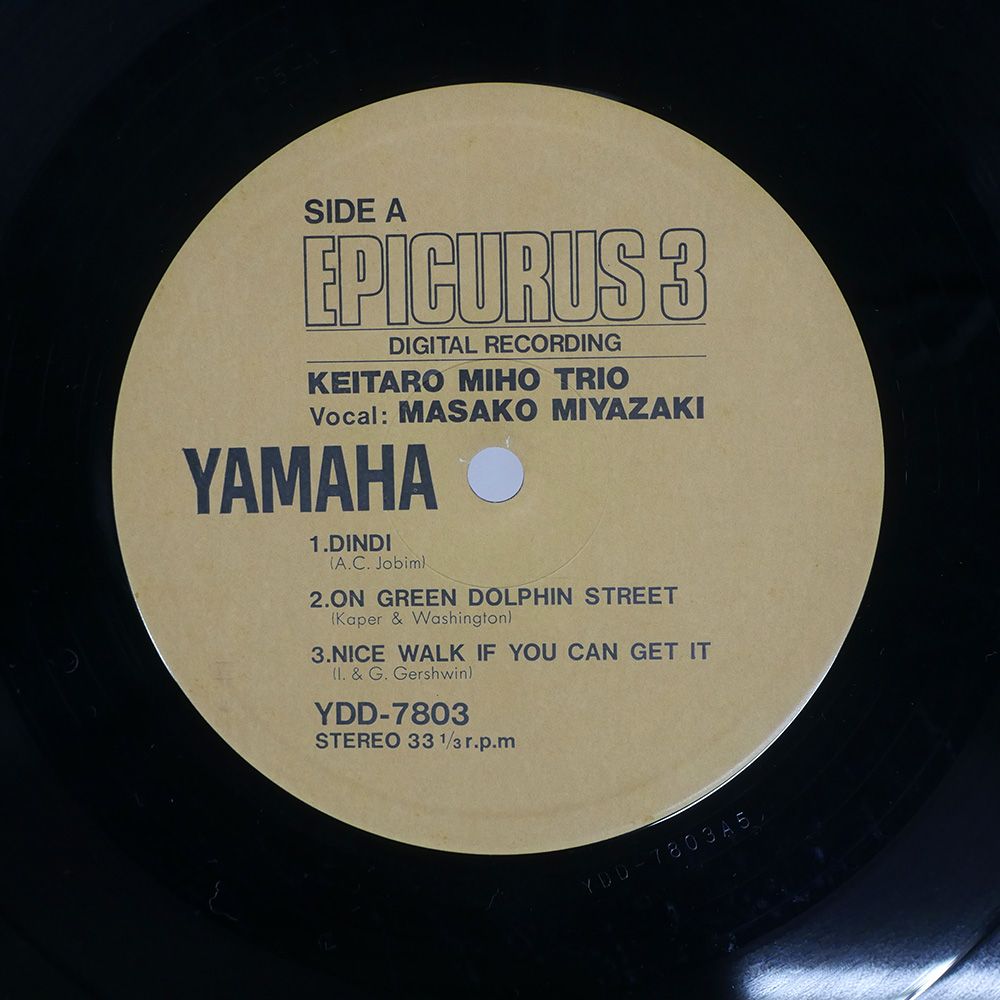 SIDE A
EPICURUS 3
DIGITAL RECORDING
KEITARO MIHO TRIO
Vocal: MASAKO MIYAZAKI
YAMAHA
1.DINDI
(A.C. Jobim)
2.ON GREEN DOLPHIN STREET
(Kaper & Washington)
3.NICE WALK IF YOU CAN GET IT
(I. & G. Gershwin)
YDD-7803
STEREO 33 1/3 r.p.m
YDD-7803A5